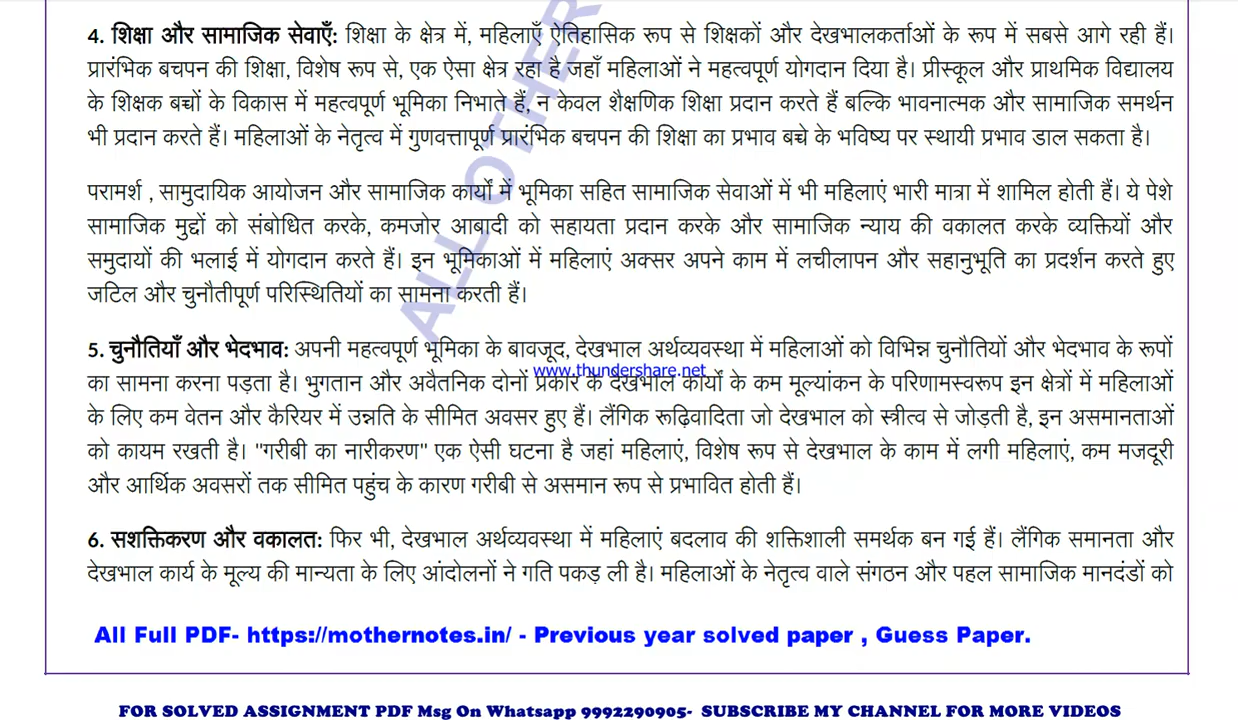 4. शिक्षा और सामाजिक सेवाएँ: शिक्षा के क्षेत्र में, महिलाएँ ऐतिहासिक रूप से शिक्षकों और देखभालकर्ताओं के रूप में सबसे आगे रही हैं।
प्रारंभिक बचपन की शिक्षा, विशेष रूप से, एक ऐसा क्षेत्र रहा है जहाँ महिलाओं ने महत्वपूर्ण योगदान दिया है। प्रीस्कूल और प्राथमिक विद्यालय
के शिक्षक बच्चों के विकास में महत्वपूर्ण भूमिका निभाते हैं, न केवल शैक्षणिक शिक्षा प्रदान करते हैं बल्कि भावनात्मक और सामाजिक समर्थन
भी प्रदान करते हैं। महिलाओं के नेतृत्व में गुणवत्तापूर्ण प्रारंभिक बचपन की शिक्षा का प्रभाव बच्चे के भविष्य पर स्थायी प्रभाव डाल सकता है।
परामर्श , सामुदायिक आयोजन और सामाजिक कार्यों में भूमिका सहित सामाजिक सेवाओं में भी महिलाएं भारी मात्रा में शामिल होती हैं। ये पेशे
सामाजिक मुद्दों को संबोधित करके, कमजोर आबादी को सहायता प्रदान करके और सामाजिक न्याय की वकालत करके व्यक्तियों और
समुदायों की भलाई में योगदान करते हैं। इन भूमिकाओं में महिलाएं अक्सर अपने काम में लचीलापन और सहानुभूति का प्रदर्शन करते हुए
जटिल और चुनौतीपूर्ण परिस्थितियों का सामना करती हैं।
5. चुनौतियाँ और भेदभाव: अपनी महत्वपूर्ण भूमिका के बावजूद, देखभाल अर्थव्यवस्था में महिलाओं को विभिन्न चुनौतियों और भेदभाव के रूपों
www.thundershare.net
का सामना करना पड़ता है। भुगतान और अवैतनिक दोनों प्रकार के देखभाल कार्यों के कम मूल्यांकन के परिणामस्वरूप इन क्षेत्रों में महिलाओं
के लिए कम वेतन और कैरियर में उन्नति के सीमित अवसर हुए हैं। लैंगिक रूढ़िवादिता जो देखभाल को स्त्रीत्व से जोड़ती है, इन असमानताओं
को कायम रखती है। "गरीबी का नारीकरण" एक ऐसी घटना है जहां महिलाएं, विशेष रूप से देखभाल के काम में लगी महिलाएं, कम मजदूरी
और आर्थिक अवसरों तक सीमित पहुंच के कारण गरीबी से असमान रूप से प्रभावित होती हैं।
6. सशक्तिकरण और वकालत: फिर भी, देखभाल अर्थव्यवस्था में महिलाएं बदलाव की शक्तिशाली समर्थक बन गई हैं। लैंगिक समानता और
देखभाल कार्य के मूल्य की मान्यता के लिए आंदोलनों ने गति पकड़ ली है। महिलाओं के नेतृत्व वाले संगठन और पहल सामाजिक मानदंडों को
ALL OTHER
All Full PDF- https://mothernotes.in/ - Previous year solved paper , Guess Paper.
FOR SOLVED ASSIGNMENT PDF Msg On Whatsapp 9992290905- SUBSCRIBE MY CHANNEL FOR MORE VIDEOS